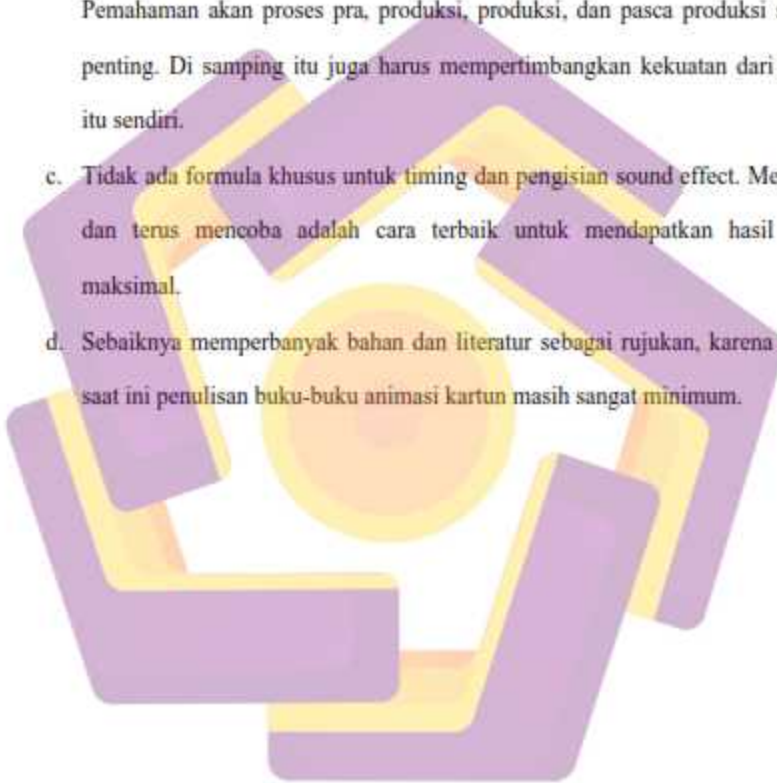 Pemahaman akan proses pra, produksi, produksi, dan pasca produksi
penting. Di samping itu juga harus mempertimbangkan kekuatan dari
itu sendiri.
c. Tidak ada formula khusus untuk timing dan pengisian sound effect. Me
dan terus mencoba adalah cara terbaik untuk mendapatkan hasil
maksimal.
d. Sebaiknya memperbanyak bahan dan literatur sebagai rujukan, karena
saat ini penulisan buku-buku animasi kartun masih sangat minimum.